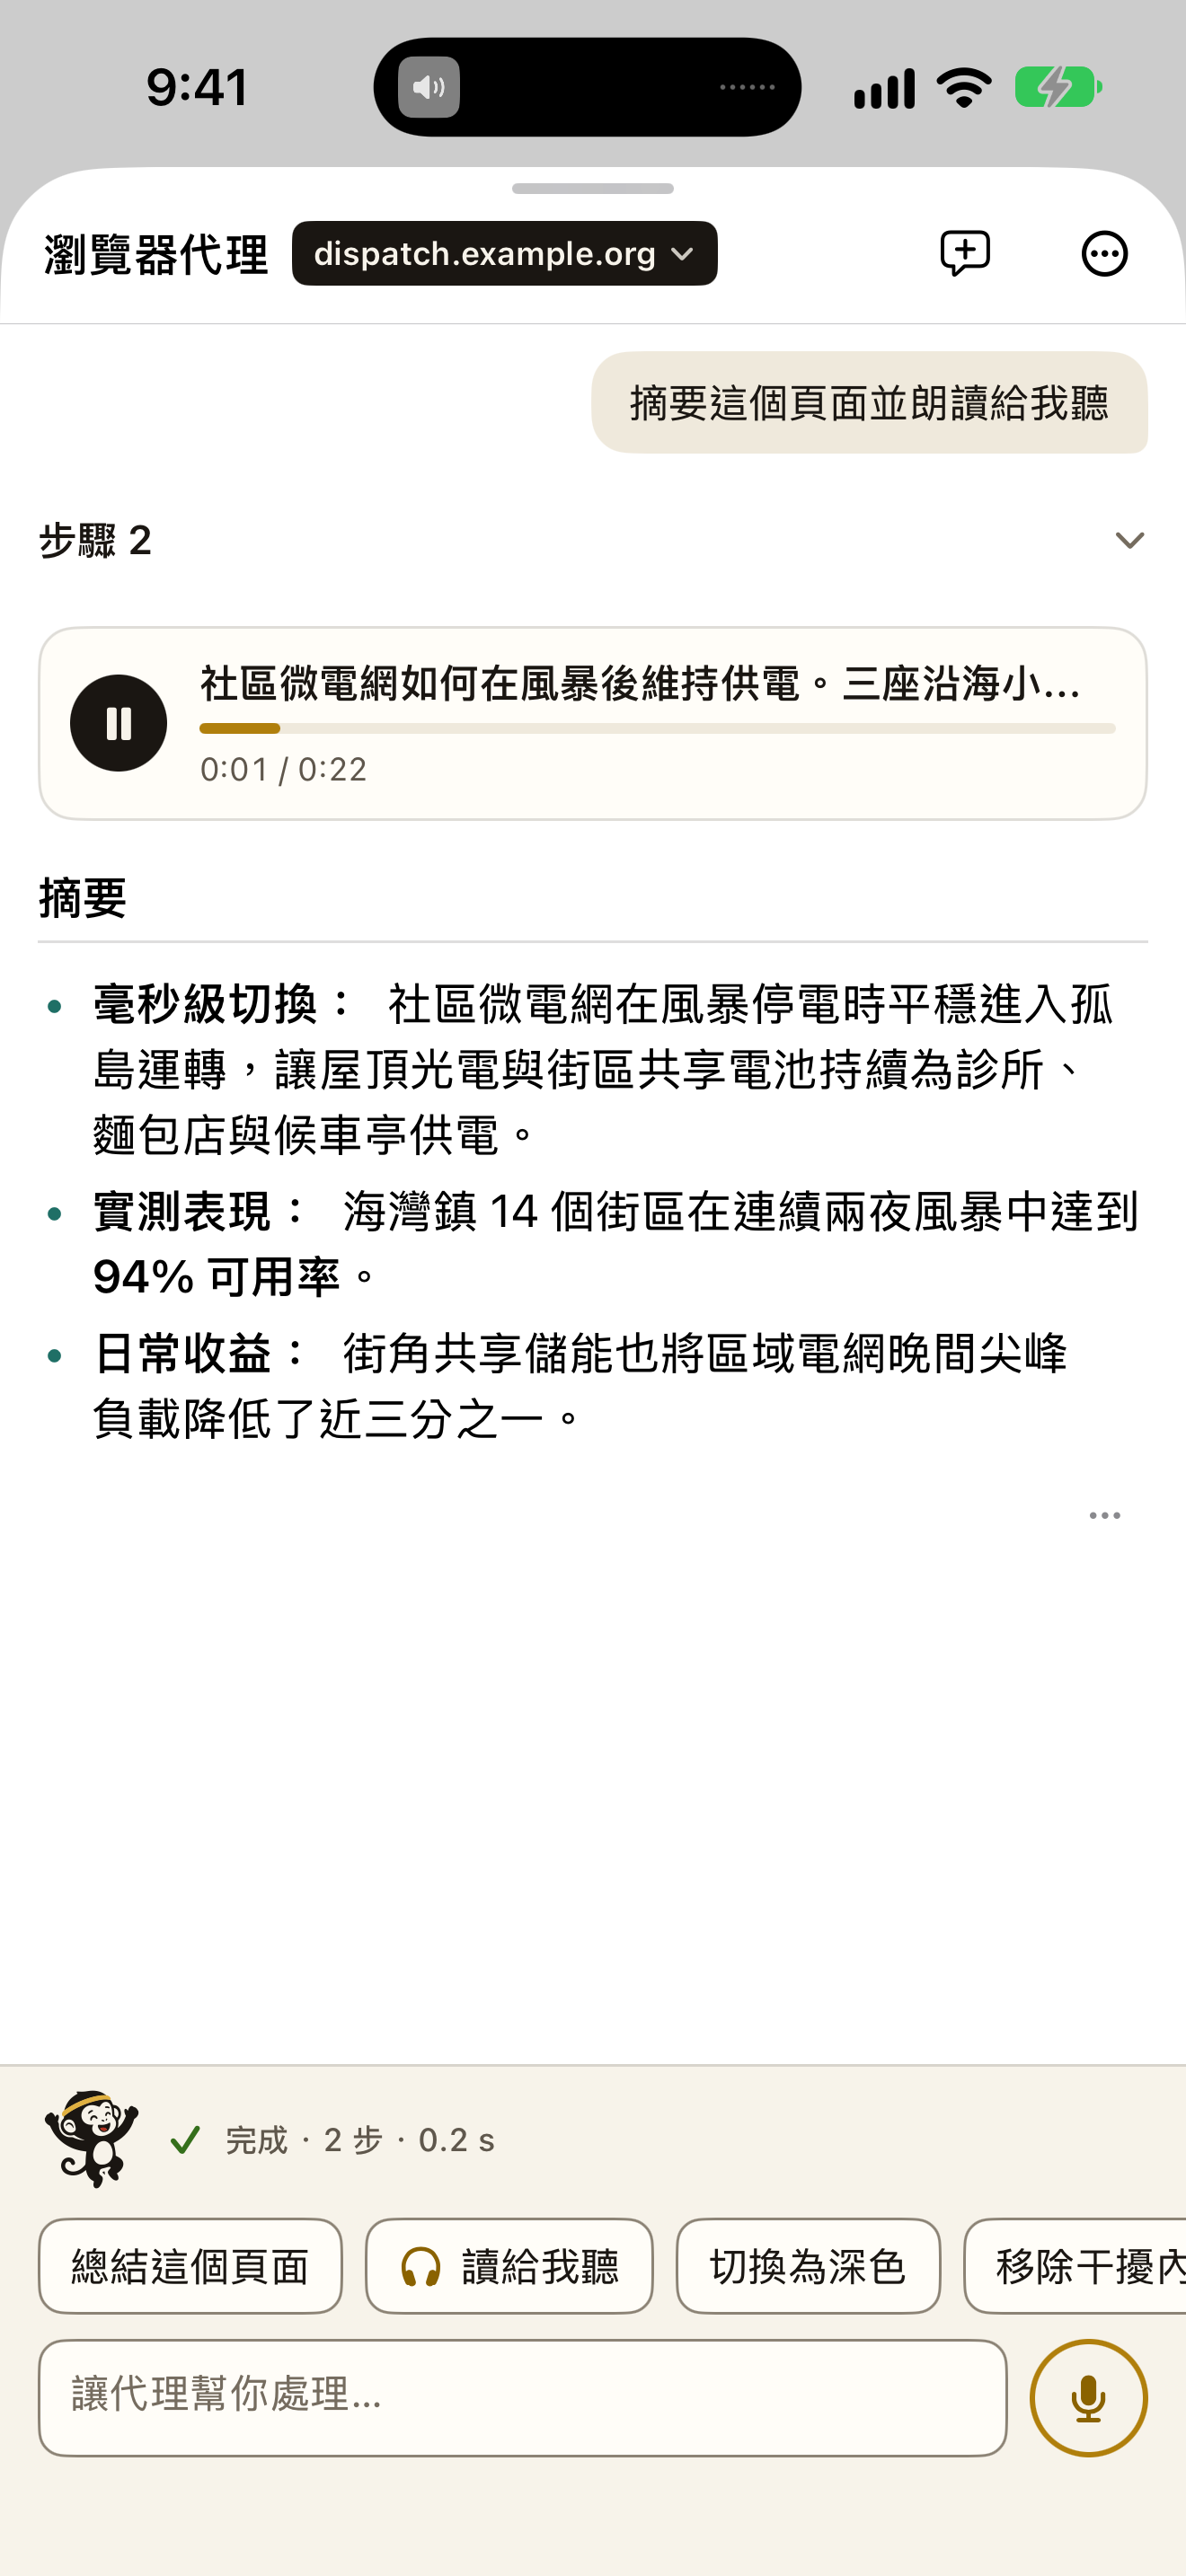 9:41
瀏覽器代理
dispatch.example.org
摘要這個頁面並朗讀給我聽
步驟 2
社區微電網如何在風暴後維持供電。三座沿海小...
0:01 / 0:22
摘要
毫秒級切換： 社區微電網在風暴停電時平穩進入孤
島運轉，讓屋頂光電與街區共享電池持續為診所、
麵包店與候車亭供電。
實測表現： 海灣鎮 14 個街區在連續兩夜風暴中達到
94% 可用率。
日常收益： 街角共享儲能也將區域電網晚間尖峰
負載降低了近三分之一。
完成 · 2 步 · 0.2 s
總結這個頁面
讀給我聽
切換為深色
移除干擾內
讓代理幫你處理...